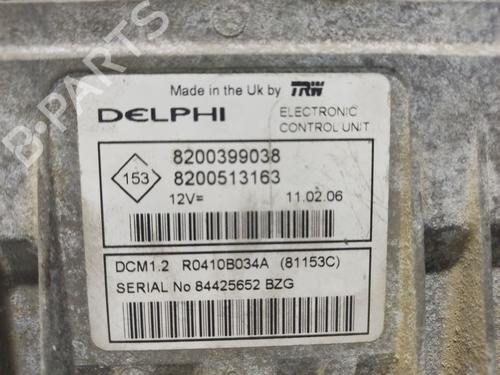 B-PARTS
Made in the Uk by TRW
DELPHI
ELECTRONIC
CONTROL UNIT
153
8200399038
8200513163
12V=
11.02.06
DCM1.2 R0410B034A (81153C)
SERIAL No 84425652 BZG